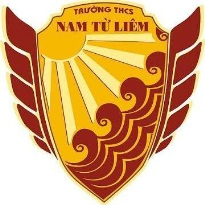 TRƯỜNG THCS
NAM TỪ LIÊM